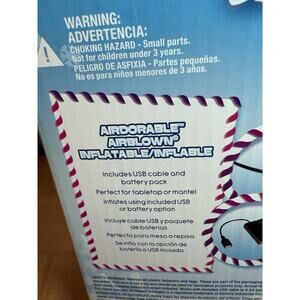 WARNING:
ADVERTENCIA:
CHOKING HAZARD - Small parts.
Not for children under 3 years.
PELIGRO DE ASFIXIA - Partes pequeñas.
No es para niños menores de 3 años.
AIRDORABLE™
AIRBLOWN®
INFLATABLE/INFLABLE
Includes USB cable and
battery pack
Perfect for tabletop or mantel
Inflates using included USB
or battery option
Incluye cable USB y paquete
de baterías
Perfecto para mesa o repisa
Se infla con la opción de
batería o USB incluido